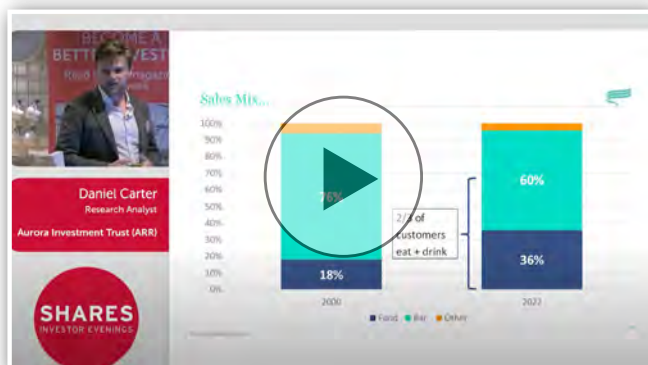 BECOME A
BETTER INVEST
Read
magazi
Sales Mix...
100%
90%
80%
70%
60%
50%
40%
30%
20%
10%
0%
76%
18%
2000
2/3 of
customers
eat + drink
60%
36%
2022
Food Bar Other
Daniel Carter
Research Analyst
Aurora Investment Trust (ARR)
SHARES
INVESTOR EVENINGS